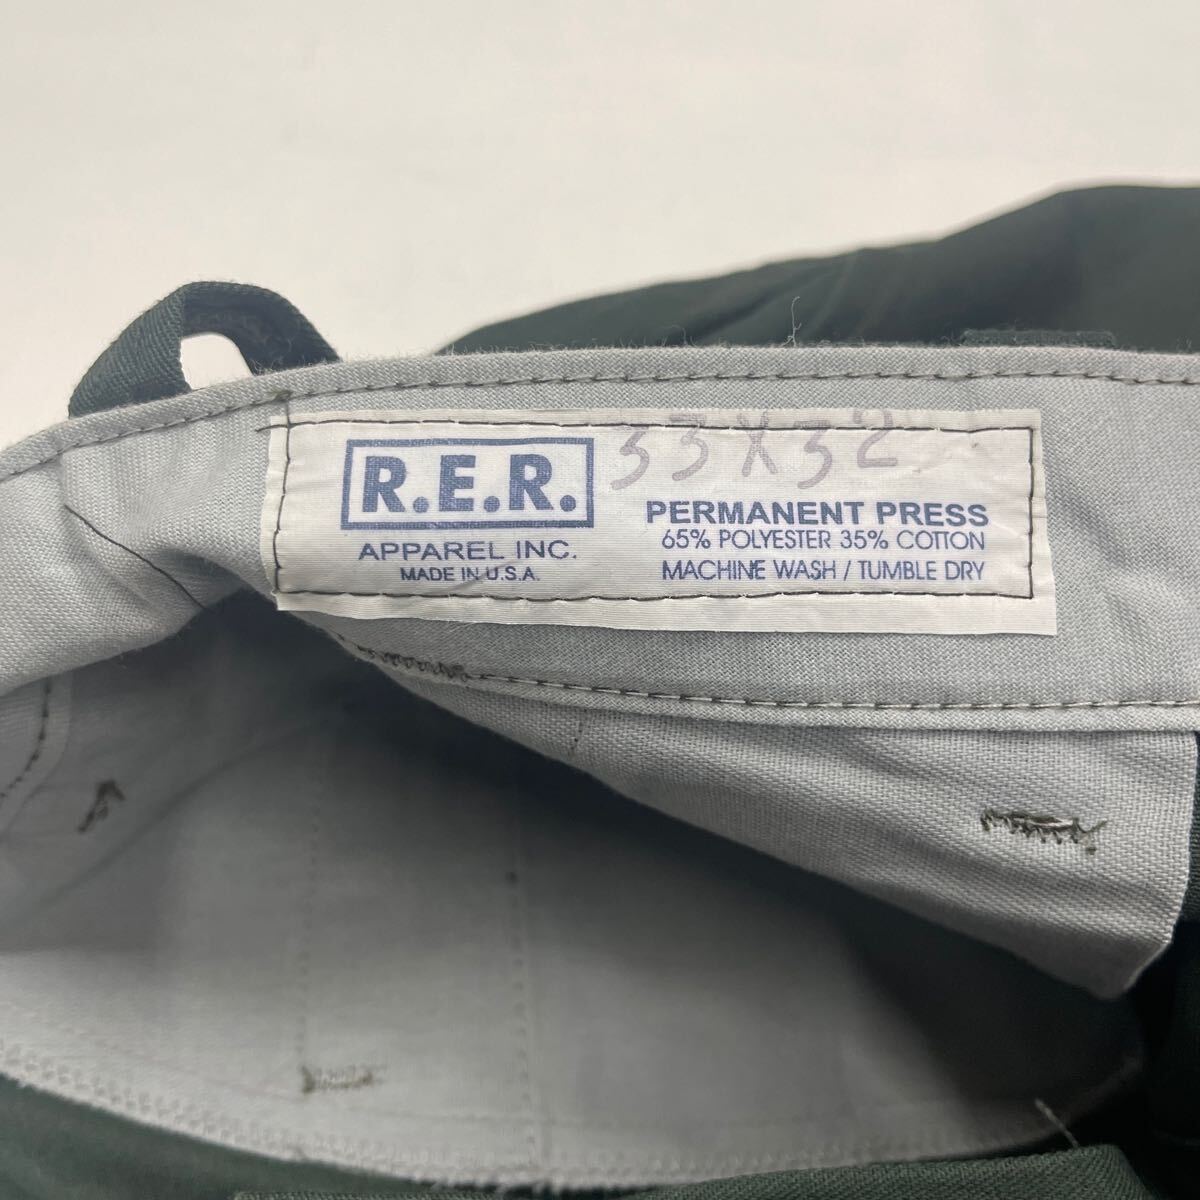 R.E.R.
APPAREL INC.
MADE IN U.S.A.
33X32
PERMANENT PRESS
65% POLYESTER 35% COTTON
MACHINE WASH / TUMBLE DRY